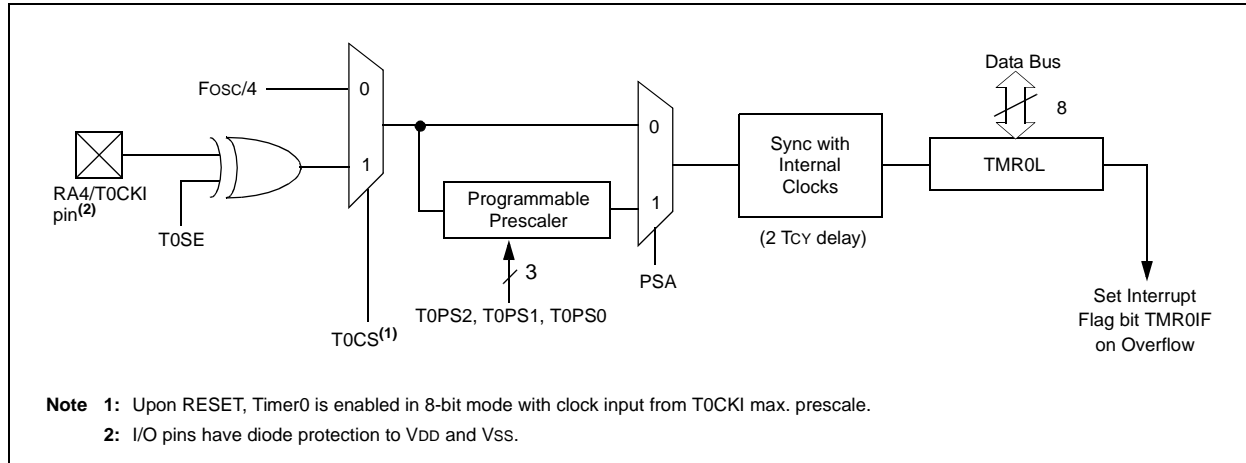 Data Bus
FOSC/4
0
8
0
1
Sync with
Internal
Clocks
TMR0L
RA4/T0CKI
pin(2)
Programmable
Prescaler
1
T0SE
(2 TCY delay)
3
PSA
T0PS2, T0PS1, T0PS0
T0CS(1)
Set Interrupt
Flag bit TMR0IF
on Overflow
Note 1: Upon RESET, Timer0 is enabled in 8-bit mode with clock input from T0CKI max. prescale.
2: I/O pins have diode protection to VDD and VSS.